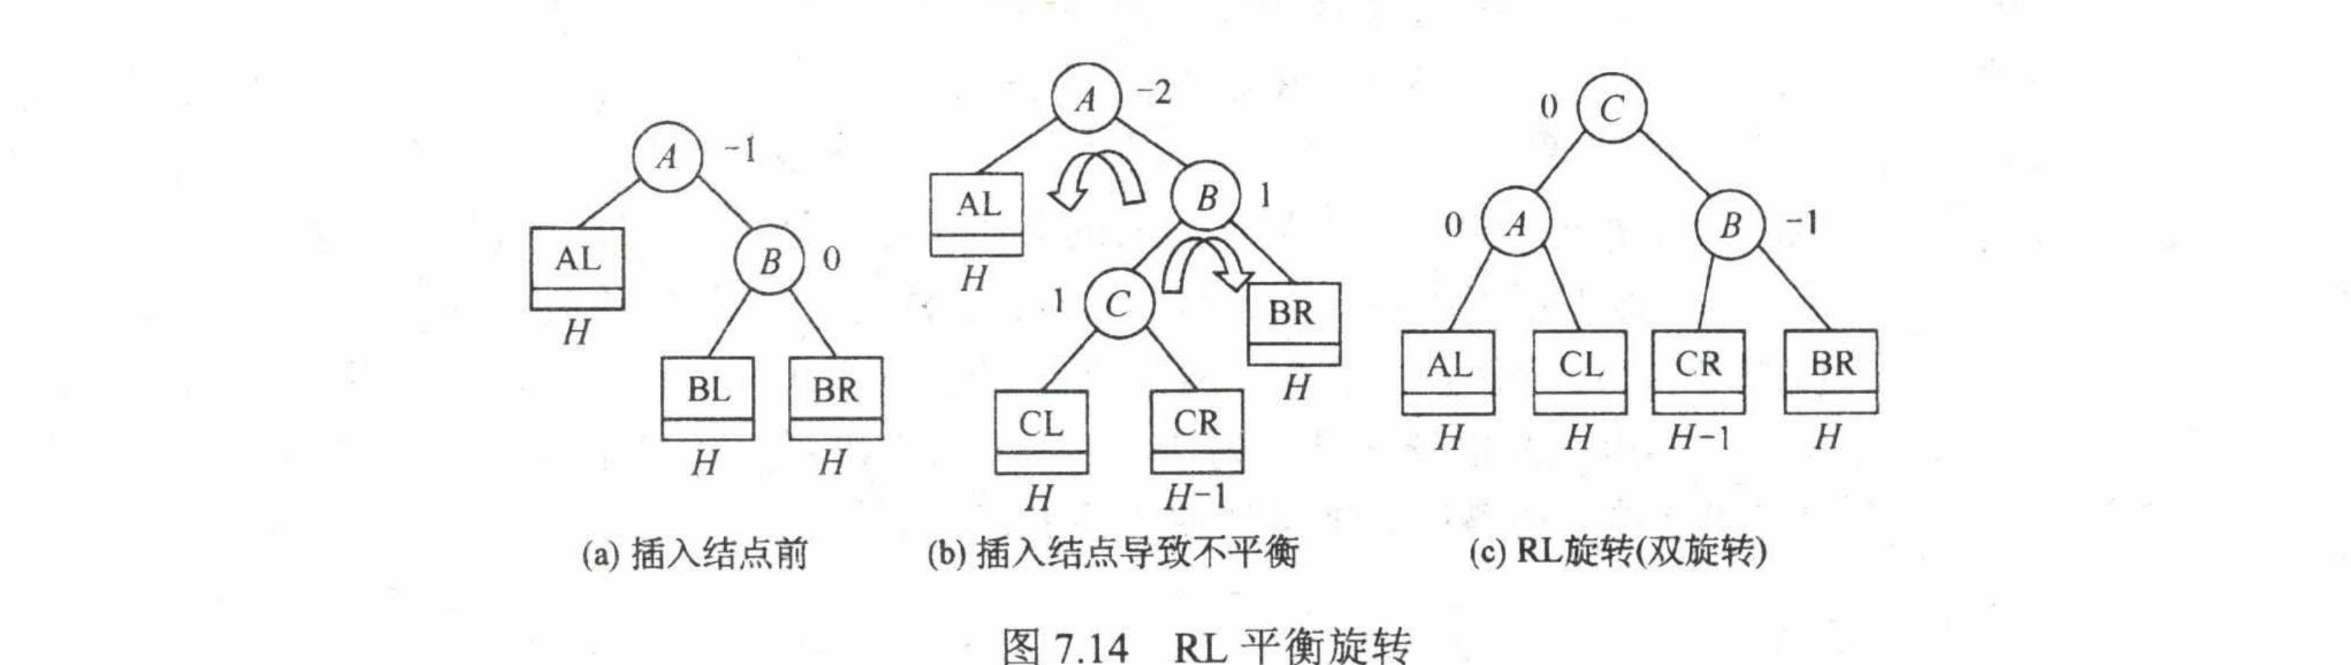 A -1
AL
H
B 0
BL BR
H H
(a) 插入结点前
A -2
AL
H
B 1
1 C
BR
H
CL CR
H H-1
(b) 插入结点导致不平衡
0 C
0 A B -1
AL CL CR BR
H H H-1 H
(c) RL旋转(双旋转)
图 7.14 RL 平衡旋转